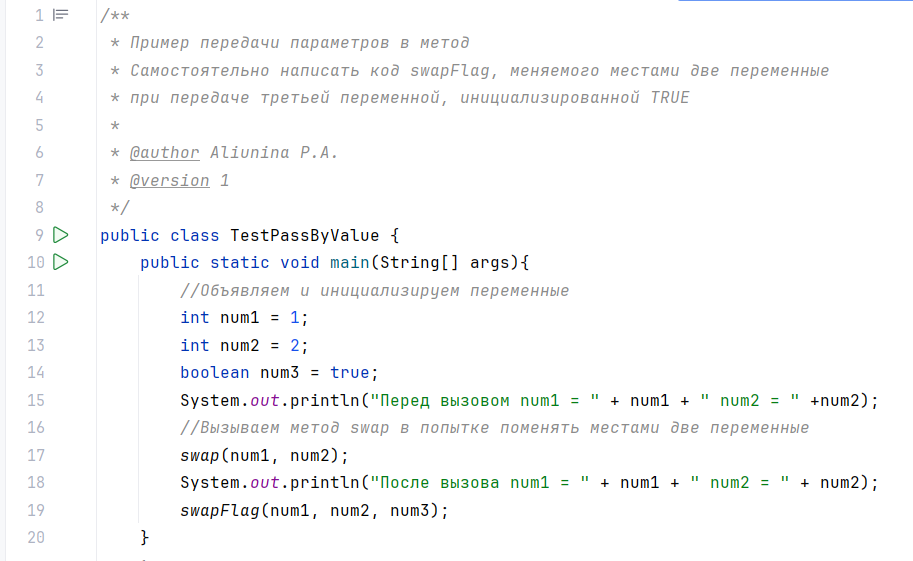 1 /**
2 * Пример передачи параметров в метод
3 * Самостоятельно написать код swapFlag, меняемого местами две переменные
4 * при передаче третьей переменной, инициализированной TRUE
5 *
6 * @author Aliunina P.A.
7 * @version 1
8 */
9 public class TestPassByValue {
10 public static void main(String[] args){
11 //Объявляем и инициализируем переменные
12 int num1 = 1;
13 int num2 = 2;
14 boolean num3 = true;
15 System.out.println("Перед вызовом num1 = " + num1 + " num2 = " +num2);
16 //Вызываем метод swap в попытке поменять местами две переменные
17 swap(num1, num2);
18 System.out.println("После вызова num1 = " + num1 + " num2 = " + num2);
19 swapFlag(num1, num2, num3);
20 }